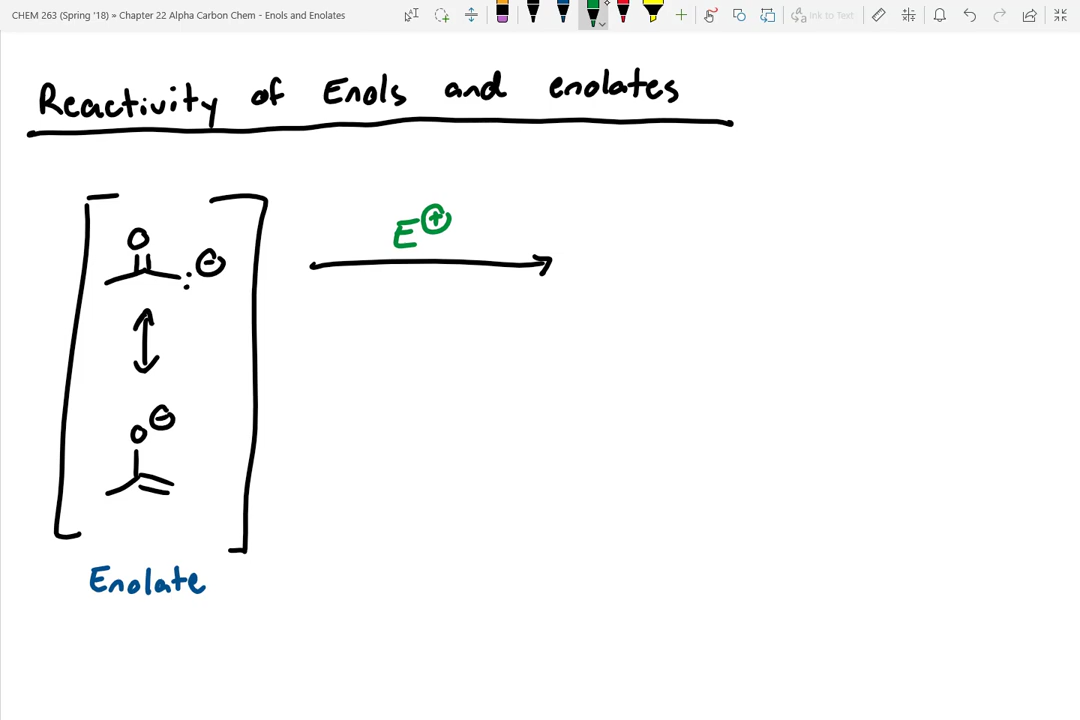 CHEM 263 (Spring '18) » Chapter 22 Alpha Carbon Chem - Enols and Enolates
Ink to Text
Reactivity of Enols and enolates
E⊕
O
⊖
:
O⊖
Enolate